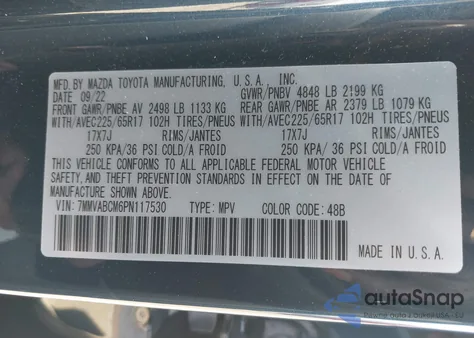 MFD. BY MAZDA TOYOTA MANUFACTURING, U.S.A., INC.
DATE 09/22 GVWR/PNBV 4848 LB 2199 KG
FRONT GAWR/PNBE AV 2498 LB 1133 KG REAR GAWR/PNBE AR 2379 LB 1079 KG
WITH/AVEC225/65R17 102H TIRES/PNEUS WITH/AVEC225/65R17 102H TIRES/PNEUS
17X7J RIMS/JANTES 17X7J RIMS/JANTES
250 KPA/36 PSI COLD/A FROID 250 KPA/36 PSI COLD/A FROID
THIS VEHICLE CONFORMS TO ALL APPLICABLE FEDERAL MOTOR VEHICLE
SAFETY, AND THEFT PREVENTION STANDARDS IN EFFECT ON THE DATE OF
MANUFACTURE SHOWN ABOVE.
VIN: 7MMVABCM6PN117530 TYPE: MPV COLOR CODE: 48B
MADE IN U.S.A.
autoSnap